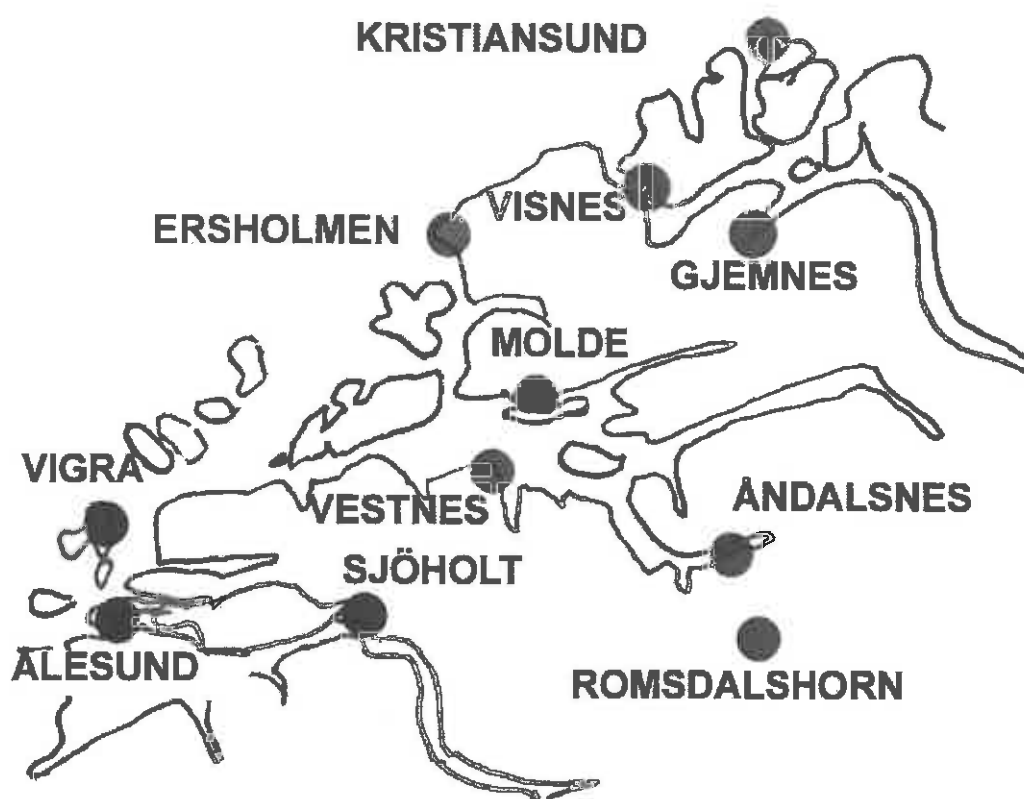 KRISTIANSUND
VISNES
ERSHOLMEN
GJEMNES
MOLDE
VIGRA
ÅNDALSNES
VESTNES
SJÖHOLT
ÅLESUND
ROMSDALSHORN